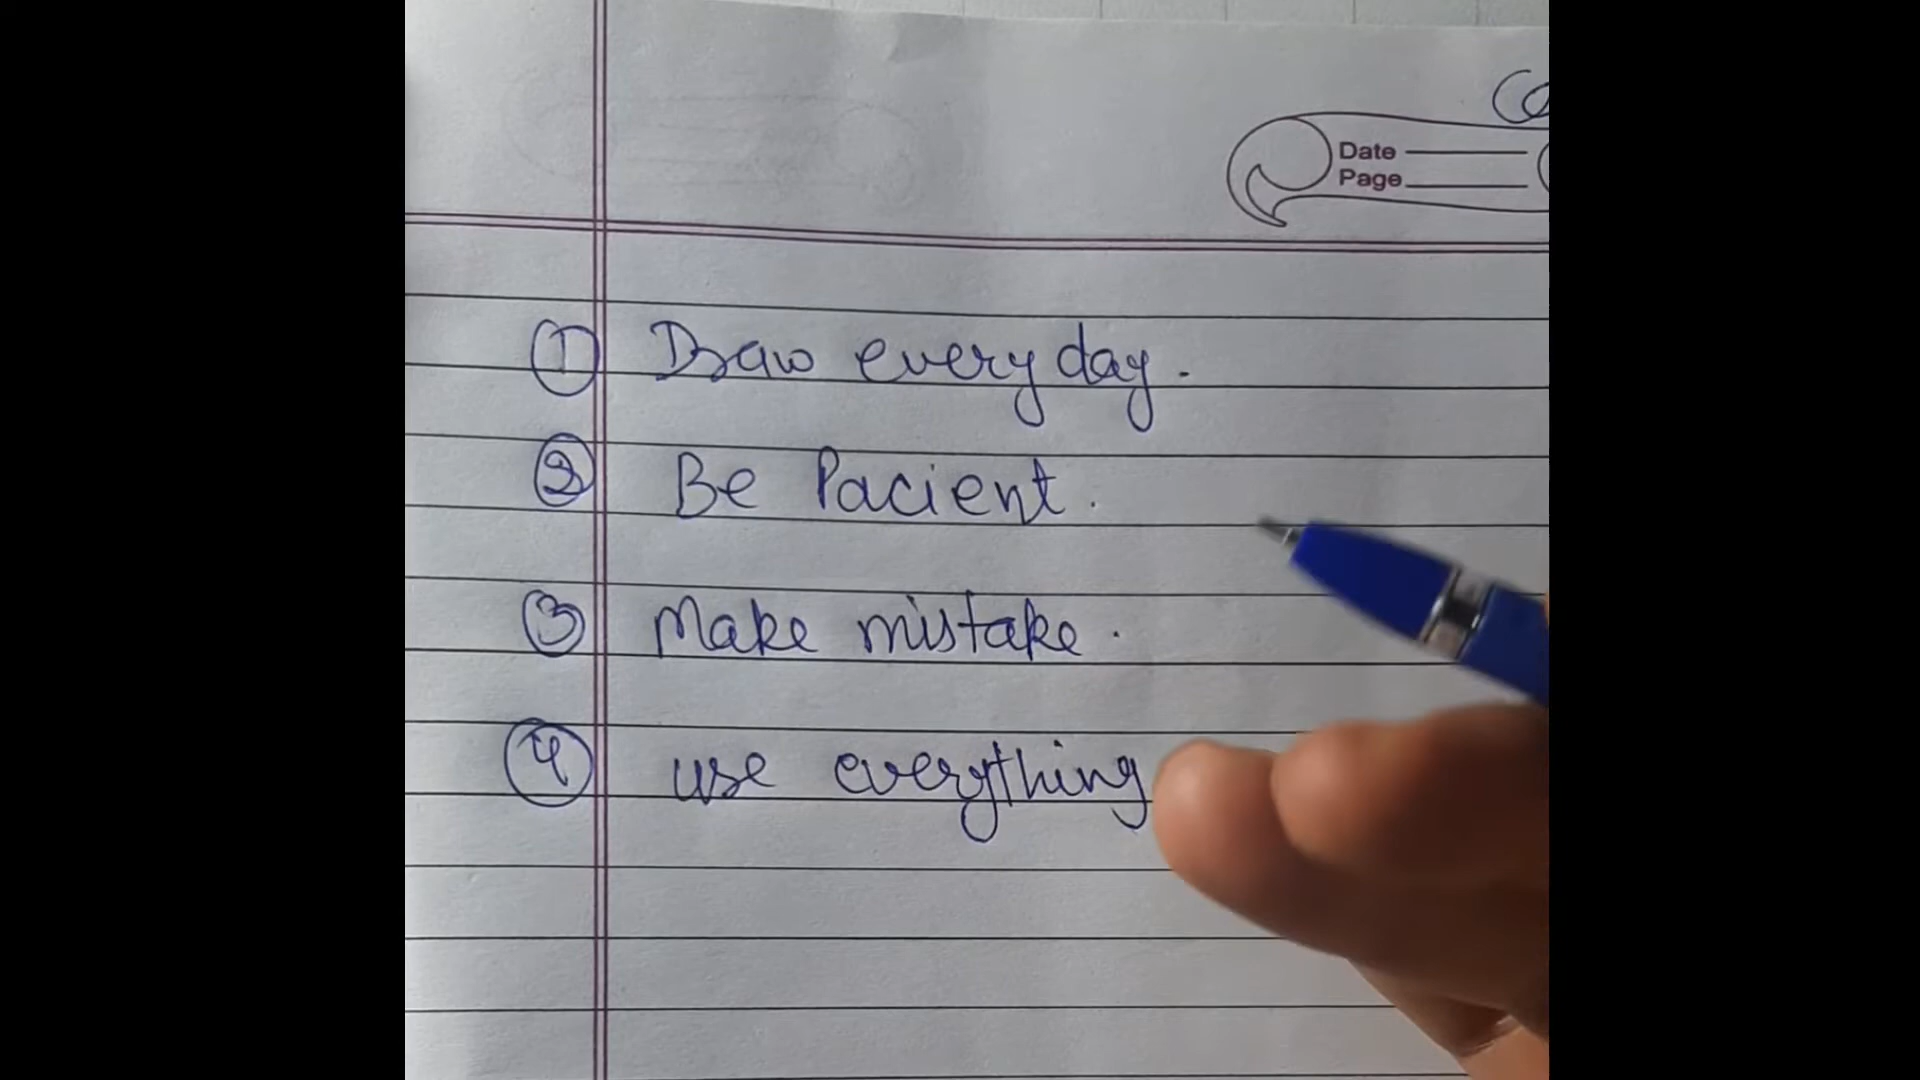 Date
Page
① Draw everyday.
② Be Pacient.
③ Make mistake.
④ use everything